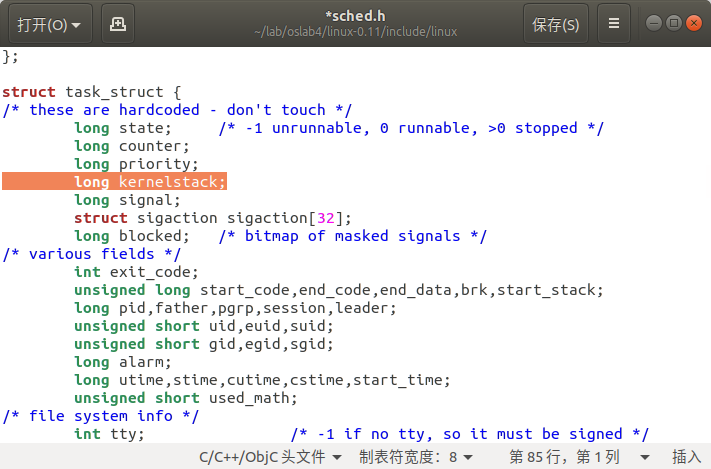 打开(O)
*sched.h
~/lab/oslab4/linux-0.11/include/linux
保存(S)
};
struct task_struct {
/* these are hardcoded - don't touch */
long state; /* -1 unrunnable, 0 runnable, >0 stopped */
long counter;
long priority;
long kernelstack;
long signal;
struct sigaction sigaction[32];
long blocked; /* bitmap of masked signals */
/* various fields */
int exit_code;
unsigned long start_code,end_code,end_data,brk,start_stack;
long pid,father,pgrp,session,leader;
unsigned short uid,euid,suid;
unsigned short gid,egid,sgid;
long alarm;
long utime,stime,cutime,cstime,start_time;
unsigned short used_math;
/* file system info */
int tty; /* -1 if no tty, so it must be signed */
C/C++/ObjC 头文件 制表符宽度：8 第 85 行，第 1 列 插入